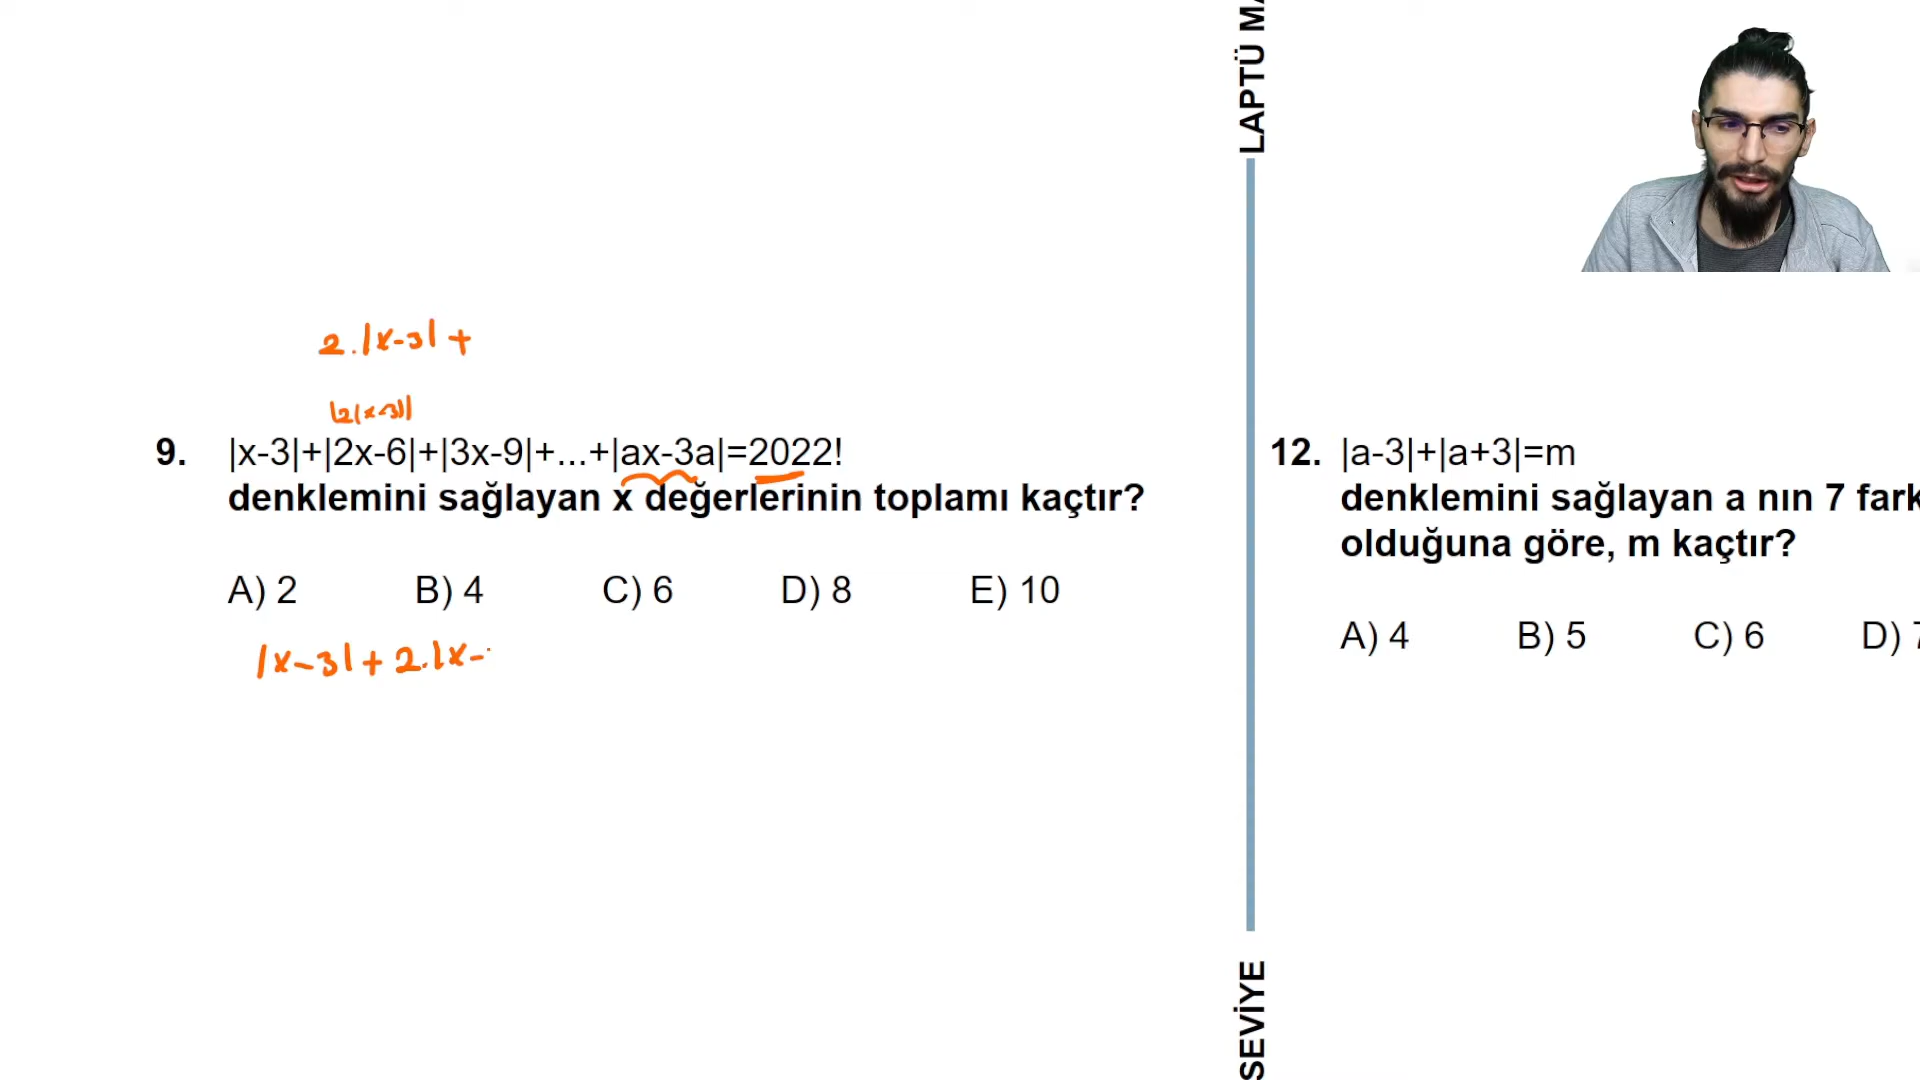 LAPTÜ
2.|x-3| +
|2(x-3)|
9. |x-3|+|2x-6|+|3x-9|+...+|ax-3a|=2022!
denklemini sağlayan x değerlerinin toplamı kaçtır?
A) 2 B) 4 C) 6 D) 8 E) 10
|x-3| + 2.|x-
12. |a-3|+|a+3|=m
denklemini sağlayan a nın 7 fark
olduğuna göre, m kaçtır?
A) 4 B) 5 C) 6 D)
SEVİYE